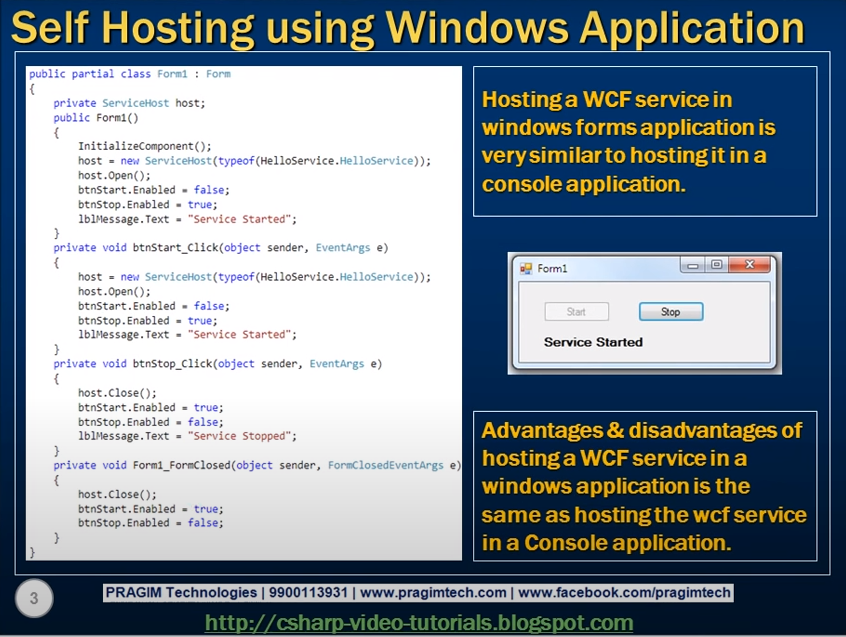 Self Hosting using Windows Application
public partial class Form1 : Form
{
    private ServiceHost host;
    public Form1()
    {
        InitializeComponent();
        host = new ServiceHost(typeof(HelloService.HelloService));
        host.Open();
        btnStart.Enabled = false;
        btnStop.Enabled = true;
        lblMessage.Text = "Service Started";
    }
    private void btnStart_Click(object sender, EventArgs e)
    {
        host = new ServiceHost(typeof(HelloService.HelloService));
        host.Open();
        btnStart.Enabled = false;
        btnStop.Enabled = true;
        lblMessage.Text = "Service Started";
    }
    private void btnStop_Click(object sender, EventArgs e)
    {
        host.Close();
        btnStart.Enabled = true;
        btnStop.Enabled = false;
        lblMessage.Text = "Service Stopped";
    }
    private void Form1_FormClosed(object sender, FormClosedEventArgs e)
    {
        host.Close();
        btnStart.Enabled = true;
        btnStop.Enabled = false;
    }
}
Hosting a WCF service in
windows forms application is
very similar to hosting it in a
console application.
Form1
Start Stop
Service Started
Advantages & disadvantages of
hosting a WCF service in a
windows application is the
same as hosting the wcf service
in a Console application.
3
PRAGIM Technologies | 9900113931 | www.pragimtech.com | www.facebook.com/pragimtech
http://csharp-video-tutorials.blogspot.com